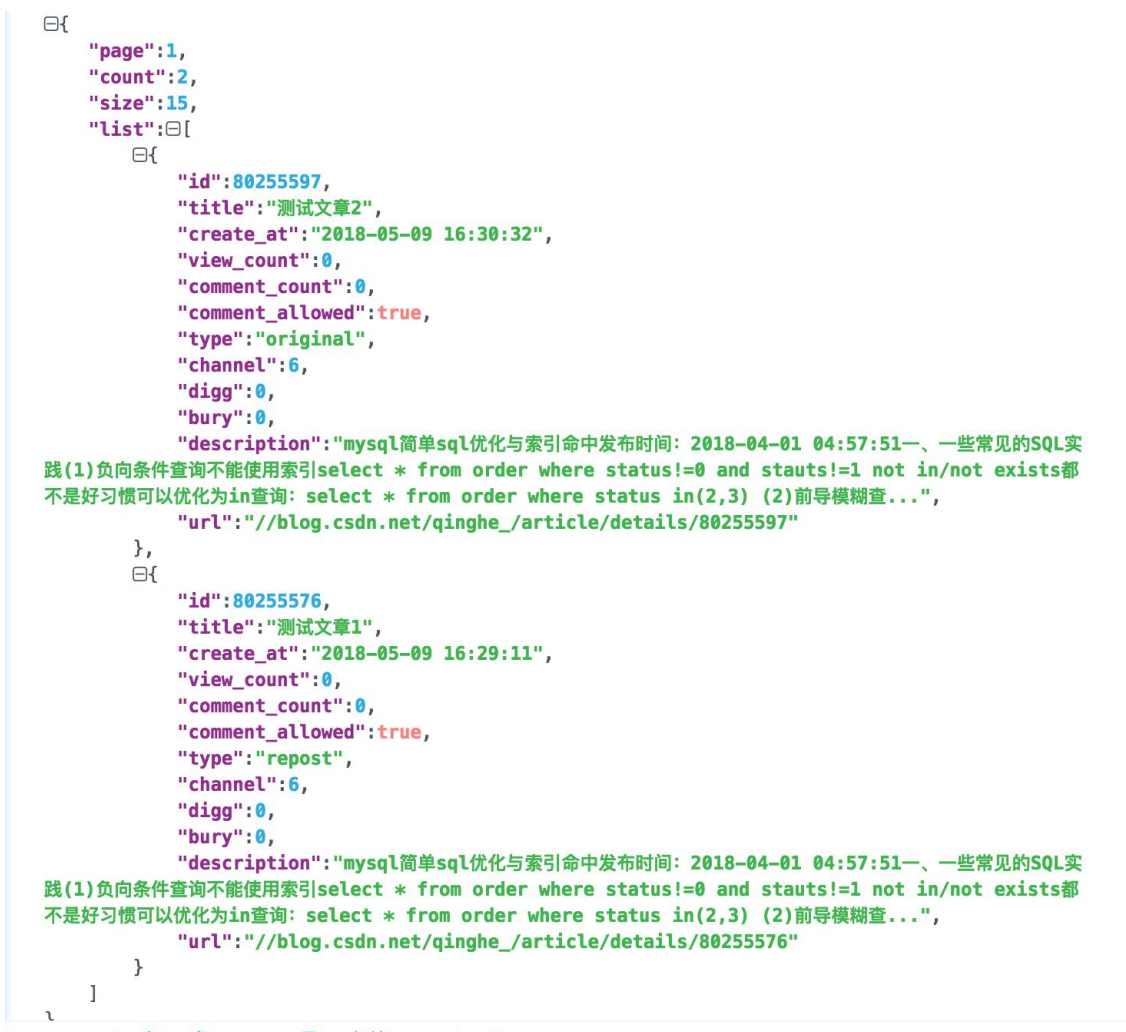 {
"page":1,
"count":2,
"size":15,
"list":[
{
"id":80255597,
"title":"测试文章2",
"create_at":"2018-05-09 16:30:32",
"view_count":0,
"comment_count":0,
"comment_allowed":true,
"type":"original",
"channel":6,
"digg":0,
"bury":0,
"description":"mysql简单sql优化与索引命中发布时间：2018-04-01 04:57:51一、一些常见的SQL实
践(1)负向条件查询不能使用索引select * from order where status!=0 and stauts!=1 not in/not exists都
不是好习惯可以优化为in查询：select * from order where status in(2,3) (2)前导模糊查...",
"url":"//blog.csdn.net/qinghe_/article/details/80255597"
},
{
"id":80255576,
"title":"测试文章1",
"create_at":"2018-05-09 16:29:11",
"view_count":0,
"comment_count":0,
"comment_allowed":true,
"type":"repost",
"channel":6,
"digg":0,
"bury":0,
"description":"mysql简单sql优化与索引命中发布时间：2018-04-01 04:57:51一、一些常见的SQL实
践(1)负向条件查询不能使用索引select * from order where status!=0 and stauts!=1 not in/not exists都
不是好习惯可以优化为in查询：select * from order where status in(2,3) (2)前导模糊查...",
"url":"//blog.csdn.net/qinghe_/article/details/80255576"
}
]
}